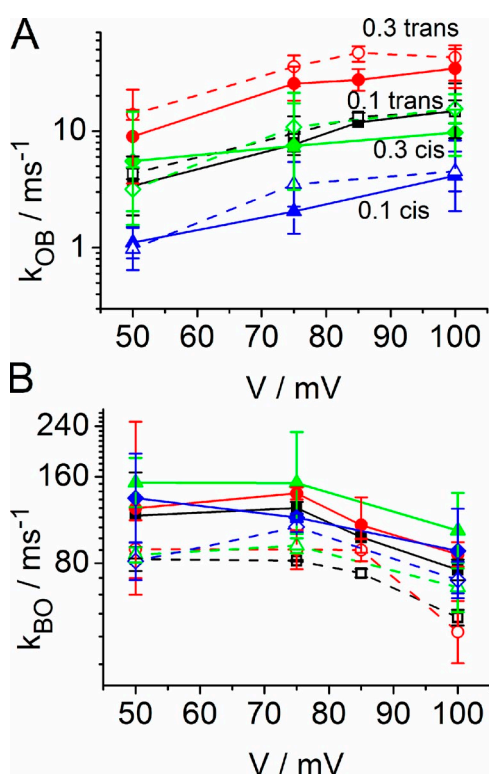 A
0.3 trans
0.1 trans
0.3 cis
0.1 cis
10
1
k_OB / ms⁻¹
50 60 70 80 90 100
V / mV
B
240
160
80
k_BO / ms⁻¹
50 60 70 80 90 100
V / mV